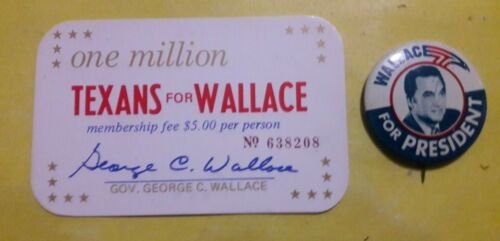 one million
TEXANS FOR WALLACE
membership fee $5.00 per person
Nº 638208
George C. Wallace
GOV. GEORGE C. WALLACE
WALLACE
FOR PRESIDENT